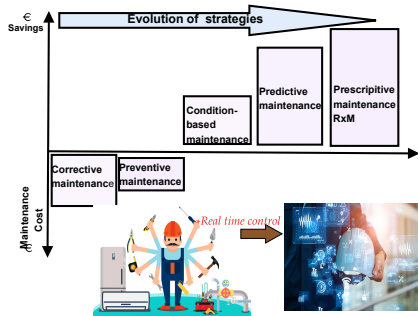 €
Savings
Evolution of strategies
Condition-
based
maintenance
Predictive
maintenance
Prescripitive
maintenance
RxM
Corrective
maintenance
Preventive
maintenance
Maintenance
Cost
€
Real time control